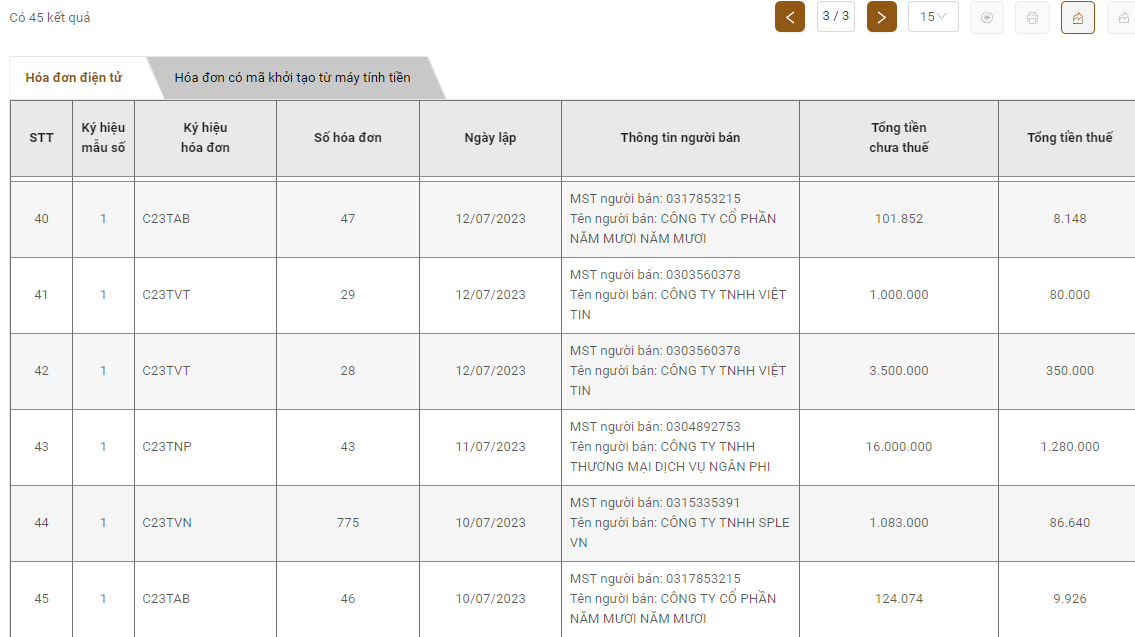 Có 45 kết quả
3 / 3
15
Hóa đơn điện tử
Hóa đơn có mã khởi tạo từ máy tính tiền
STT
Ký hiệu
mẫu số
Ký hiệu
hóa đơn
Số hóa đơn
Ngày lập
Thông tin người bán
Tổng tiền
chưa thuế
Tổng tiền thuế
40
1
C23TAB
47
12/07/2023
MST người bán: 0317853215
Tên người bán: CÔNG TY CỔ PHẦN
NĂM MƯƠI NĂM MƯƠI
101.852
8.148
41
1
C23TVT
29
12/07/2023
MST người bán: 0303560378
Tên người bán: CÔNG TY TNHH VIỆT
TIN
1.000.000
80.000
42
1
C23TVT
28
12/07/2023
MST người bán: 0303560378
Tên người bán: CÔNG TY TNHH VIỆT
TIN
3.500.000
350.000
43
1
C23TNP
43
11/07/2023
MST người bán: 0304892753
Tên người bán: CÔNG TY TNHH
THƯƠNG MẠI DỊCH VỤ NGÂN PHI
16.000.000
1.280.000
44
1
C23TVN
775
10/07/2023
MST người bán: 0315335391
Tên người bán: CÔNG TY TNHH SPLE
VN
1.083.000
86.640
45
1
C23TAB
46
10/07/2023
MST người bán: 0317853215
Tên người bán: CÔNG TY CỔ PHẦN
NĂM MƯƠI NĂM MƯƠI
124.074
9.926